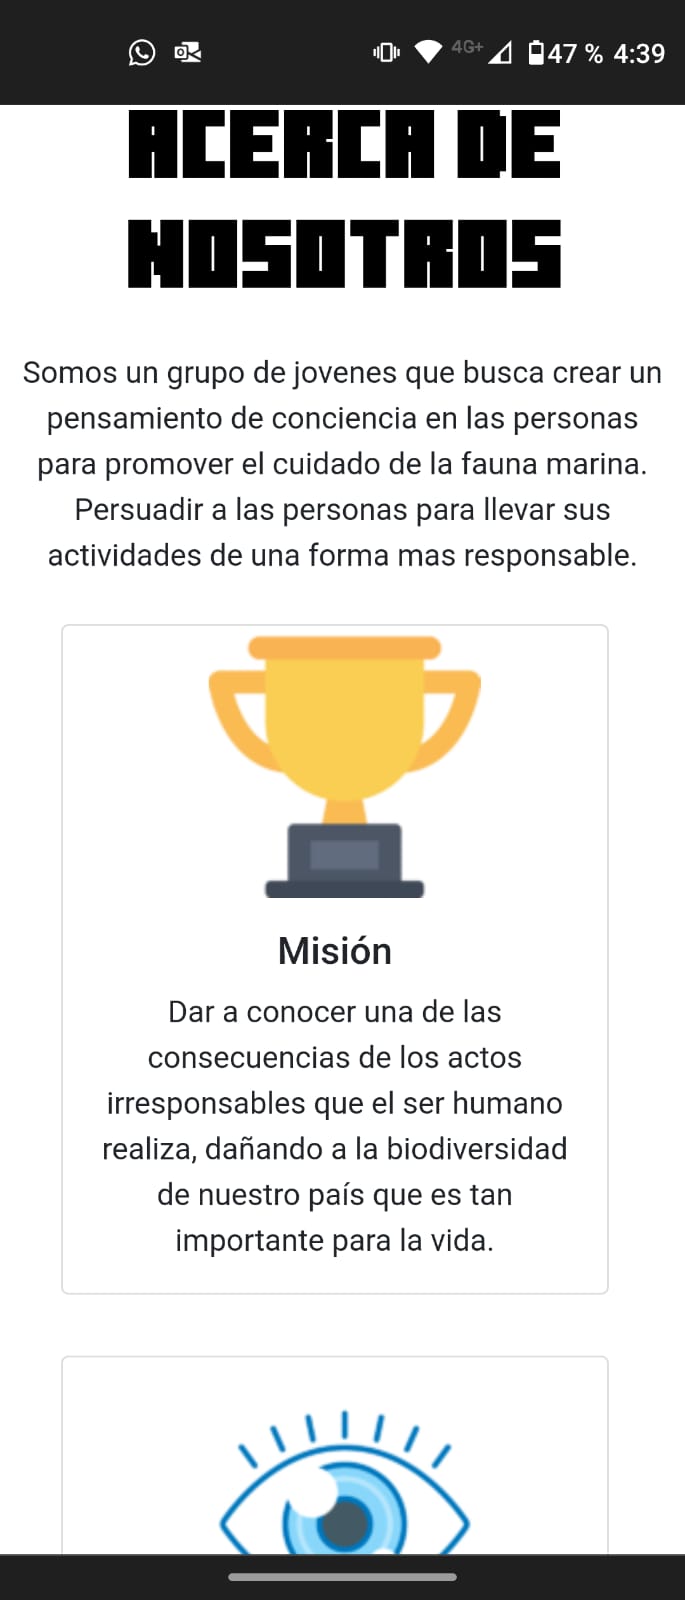 4G+ 47 % 4:39
ACERCA DE
NOSOTROS
Somos un grupo de jovenes que busca crear un
pensamiento de conciencia en las personas
para promover el cuidado de la fauna marina.
Persuadir a las personas para llevar sus
actividades de una forma mas responsable.
Misión
Dar a conocer una de las
consecuencias de los actos
irresponsables que el ser humano
realiza, dañando a la biodiversidad
de nuestro país que es tan
importante para la vida.